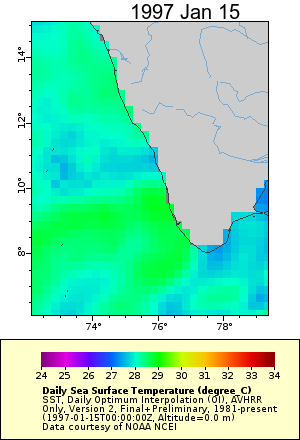 1997 Jan 15
14°
12°
10°
8°
74°
76°
78°
24 25 26 27 28 29 30 31 32 33 34
Daily Sea Surface Temperature (degree_C)
SST, Daily Optimum Interpolation (OI), AVHRR
Only, Version 2, Final+Preliminary, 1981-present
(1997-01-15T00:00:00Z, Altitude=0.0 m)
Data courtesy of NOAA NCEI